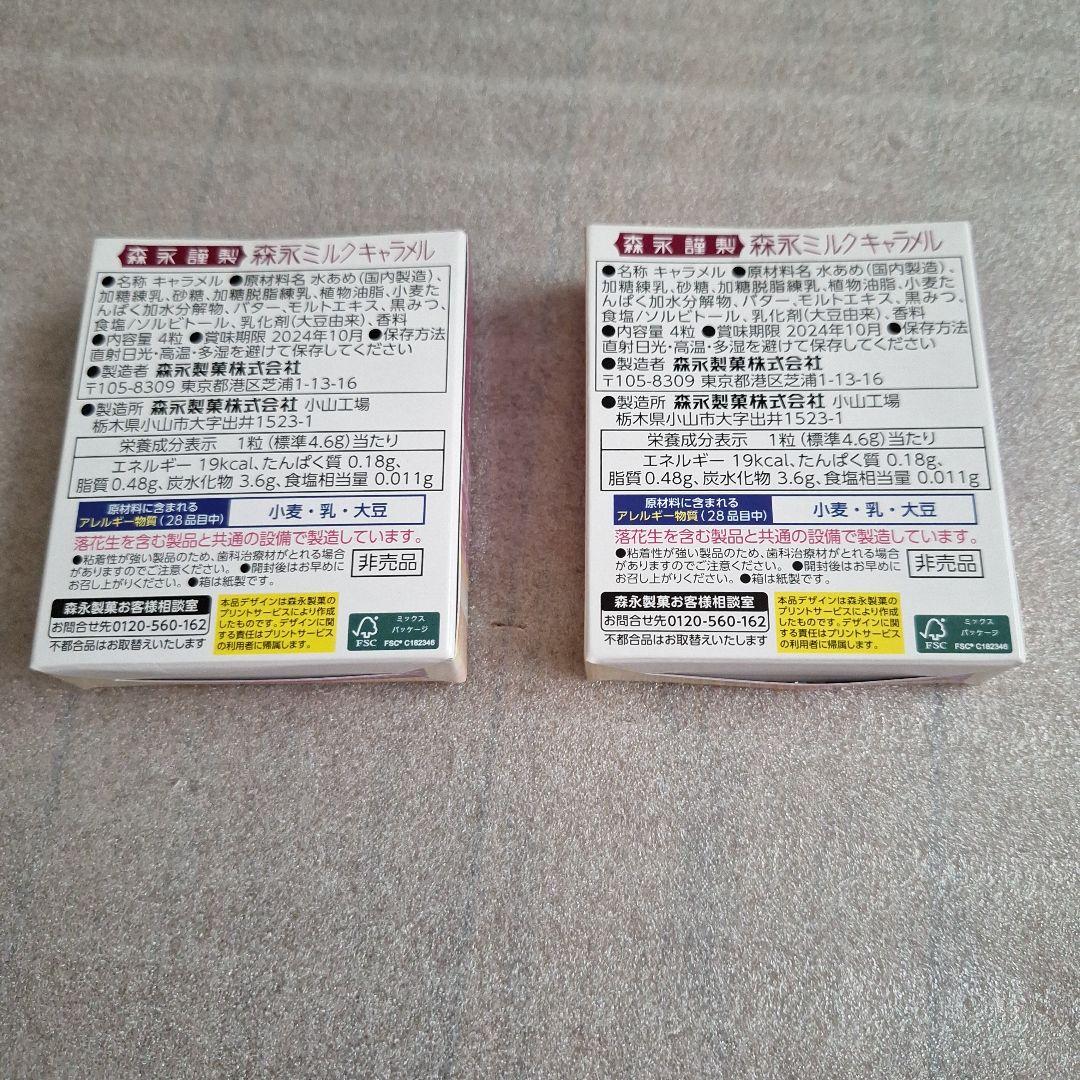 森永謹製 森永ミルクキャラメル
●名称 キャラメル ●原材料名 水あめ(国内製造)、
加糖練乳、砂糖、加糖脱脂練乳、植物油脂、小麦た
んぱく加水分解物、バター、モルトエキス、黒みつ、
食塩/ソルビトール、乳化剤(大豆由来)、香料
●内容量 4粒 ●賞味期限 2024年10月 ●保存方法
直射日光・高温・多湿を避けて保存してください
●製造者 森永製菓株式会社
〒105-8309 東京都港区芝浦1-13-16
●製造所 森永製菓株式会社 小山工場
栃木県小山市大字出井1523-1
栄養成分表示 1粒(標準4.6g)当たり
エネルギー 19kcal、たんぱく質 0.18g、
脂質 0.48g、炭水化物 3.6g、食塩相当量 0.011g
原材料に含まれる
アレルギー物質(28品目中)
小麦・乳・大豆
落花生を含む製品と共通の設備で製造しています。
●粘着性が強い製品のため、歯科治療材がとれる場合
がありますのでご注意ください。 ●開封後はお早めに
お召し上がりください。 ●箱は紙製です。
非売品
森永製菓お客様相談室
お問合せ先0120-560-162
不都合品はお取替えいたします
本品デザインは森永製菓の
プリントサービスにより作成
したものです。デザインに関
する責任はプリントサービス
の利用者に帰属します。
FSC
ミックス
パッケージ
FSC® C182346
森永謹製 森永ミルクキャラメル
●名称 キャラメル ●原材料名 水あめ(国内製造)、
加糖練乳、砂糖、加糖脱脂練乳、植物油脂、小麦た
んぱく加水分解物、バター、モルトエキス、黒みつ、
食塩/ソルビトール、乳化剤(大豆由来)、香料
●内容量 4粒 ●賞味期限 2024年10月 ●保存方法
直射日光・高温・多湿を避けて保存してください
●製造者 森永製菓株式会社
〒105-8309 東京都港区芝浦1-13-16
●製造所 森永製菓株式会社 小山工場
栃木県小山市大字出井1523-1
栄養成分表示 1粒(標準4.6g)当たり
エネルギー 19kcal、たんぱく質 0.18g、
脂質 0.48g、炭水化物 3.6g、食塩相当量 0.011g
原材料に含まれる
アレルギー物質(28品目中)
小麦・乳・大豆
落花生を含む製品と共通の設備で製造しています。
●粘着性が強い製品のため、歯科治療材がとれる場合
がありますのでご注意ください。 ●開封後はお早めに
お召し上がりください。 ●箱は紙製です。
非売品
森永製菓お客様相談室
お問合せ先0120-560-162
不都合品はお取替えいたします
本品デザインは森永製菓の
プリントサービスにより作成
したものです。デザインに関
する責任はプリントサービス
の利用者に帰属します。
FSC
ミックス
パッケージ
FSC® C182346